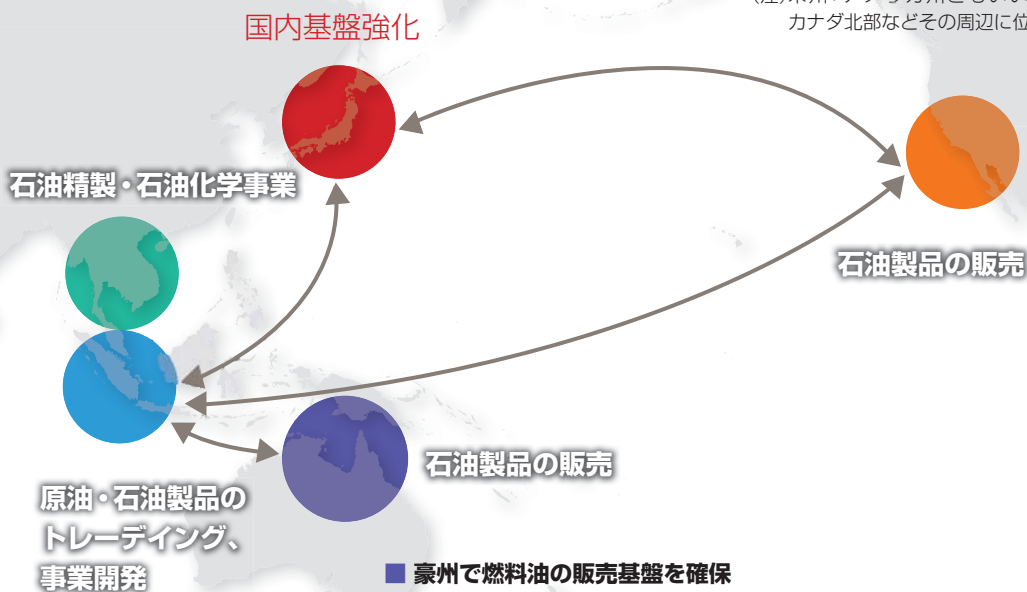 国内基盤強化
カナダ北部などその周辺に位
石油精製・石油化学事業
石油製品の販売
石油製品の販売
原油・石油製品の
トレーデイング、
事業開発
■ 豪州で燃料油の販売基盤を確保